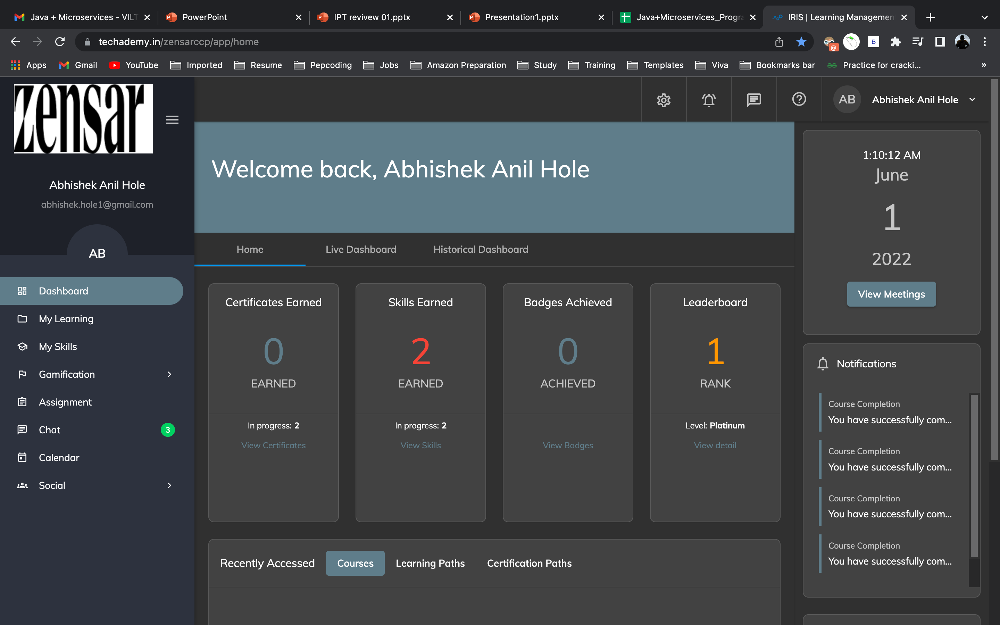 Java + Microservices - VILT
PowerPoint
IPT revivew 01.pptx
Presentation1.pptx
Java+Microservices_Progra
IRIS | Learning Management
techademy.in/zensarccp/app/home
Apps
Gmail
YouTube
Imported
Resume
Pepcoding
Jobs
Amazon Preparation
Study
Training
Templates
Viva
Bookmarks bar
Practice for cracki...
»
zensar
Abhishek Anil Hole
abhishek.hole1@gmail.com
AB
Dashboard
My Learning
My Skills
Gamification
Assignment
Chat
3
Calendar
Social
AB
Abhishek Anil Hole
Welcome back, Abhishek Anil Hole
Home
Live Dashboard
Historical Dashboard
Certificates Earned
0
EARNED
In progress: 2
View Certificates
Skills Earned
2
EARNED
In progress: 2
View Skills
Badges Achieved
0
ACHIEVED
View Badges
Leaderboard
1
RANK
Level: Platinum
View detail
Recently Accessed
Courses
Learning Paths
Certification Paths
1:10:12 AM
June
1
2022
View Meetings
Notifications
Course Completion
You have successfully com...
Course Completion
You have successfully com...
Course Completion
You have successfully com...
Course Completion
You have successfully com...